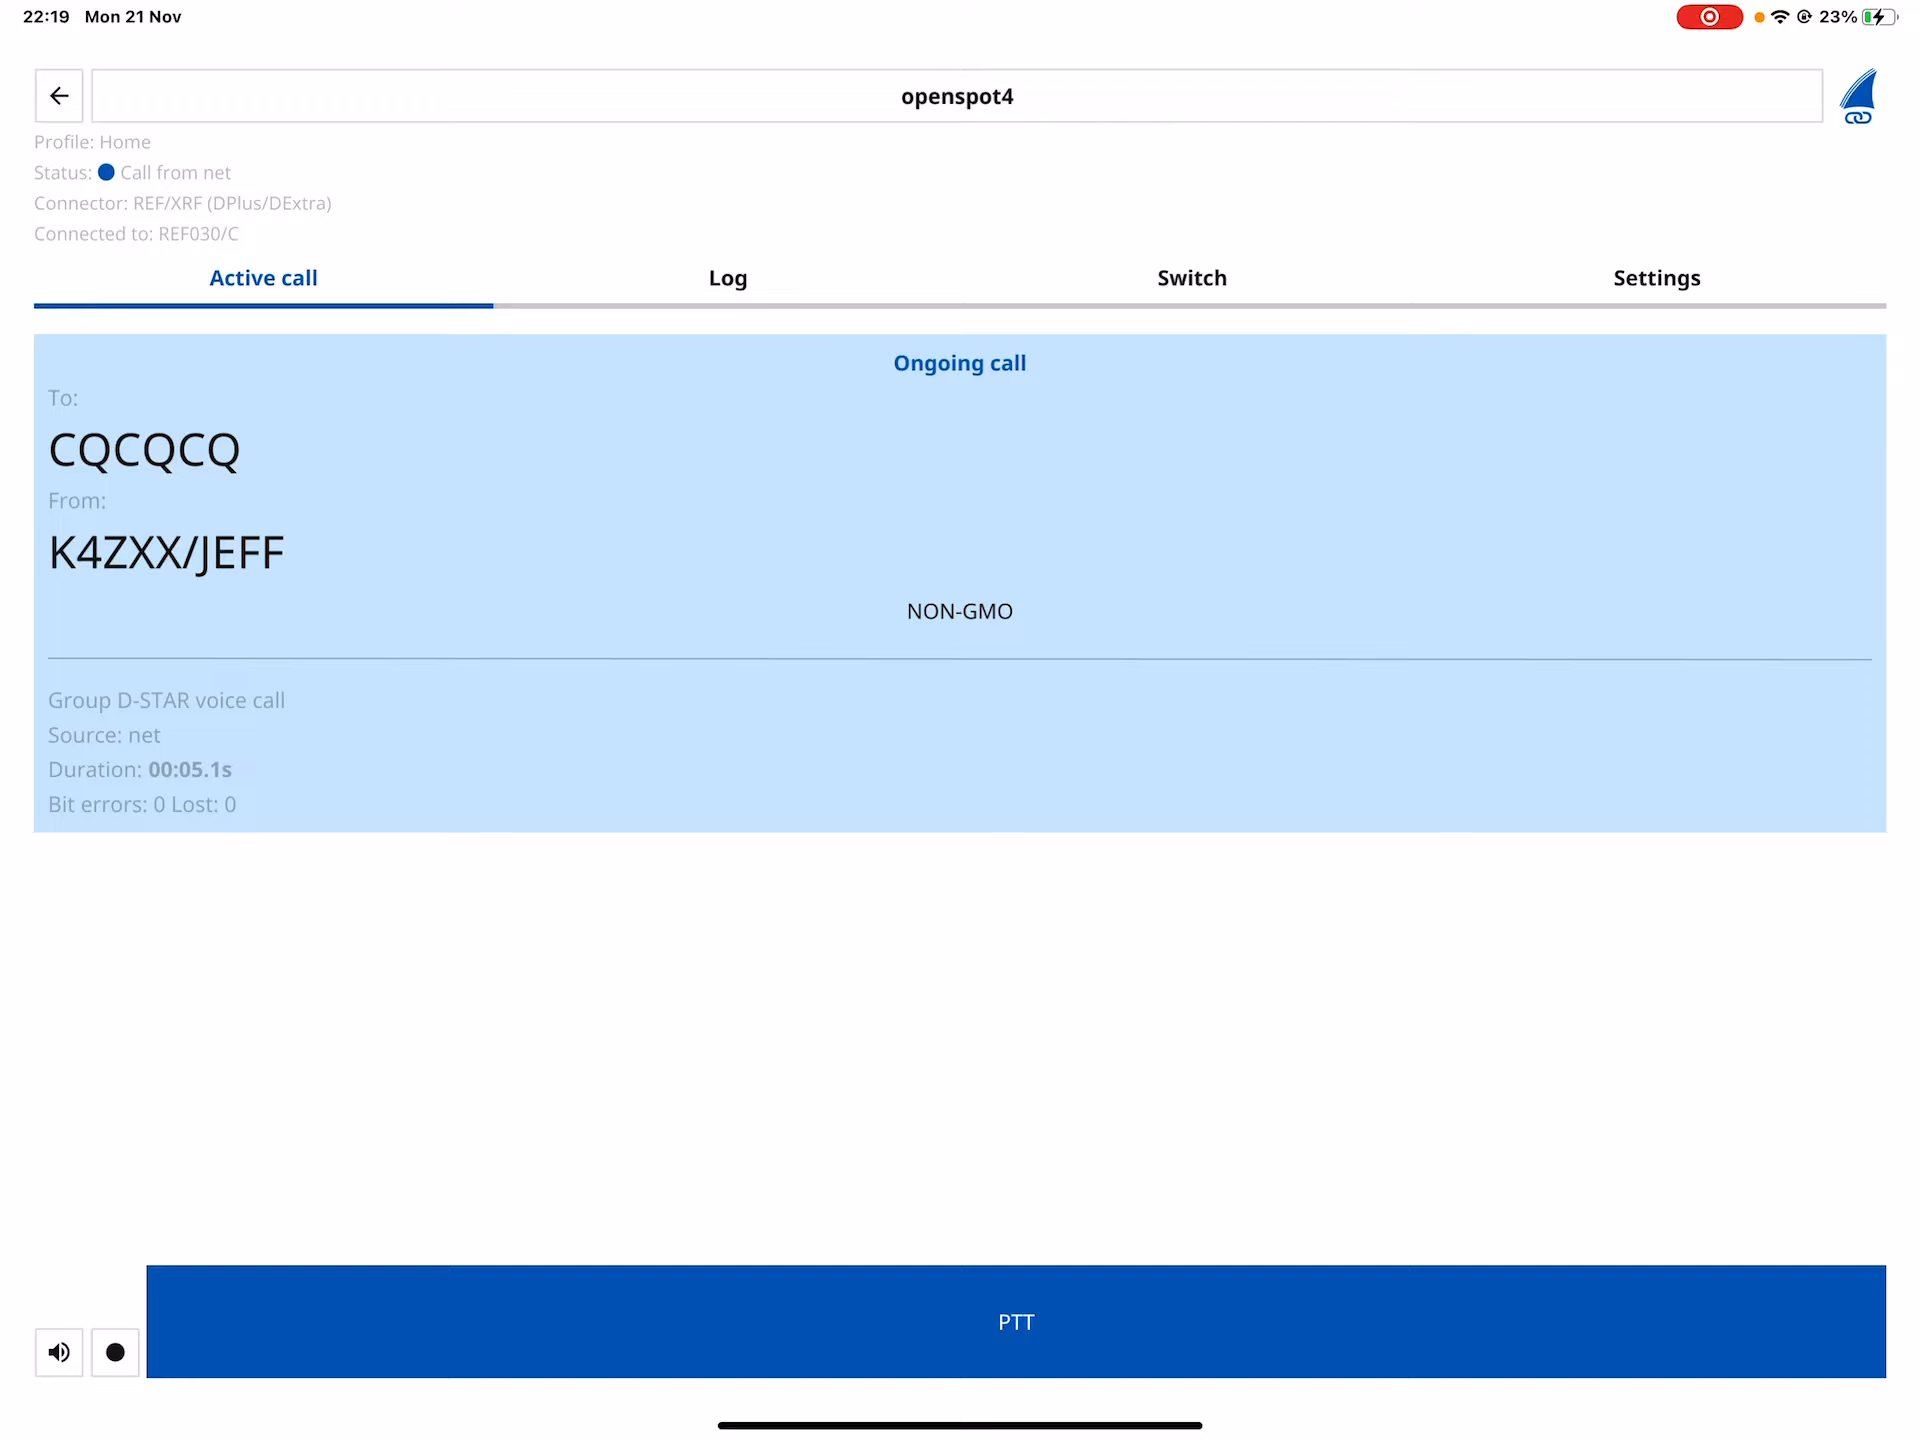 22:19 Mon 21 Nov
23%
openspot4
Profile: Home
Status: Call from net
Connector: REF/XRF (DPlus/DExtra)
Connected to: REF030/C
Active call Log Switch Settings
Ongoing call
To:
CQCQCQ
From:
K4ZXX/JEFF
NON-GMO
Group D-STAR voice call
Source: net
Duration: 00:05.1s
Bit errors: 0 Lost: 0
PTT